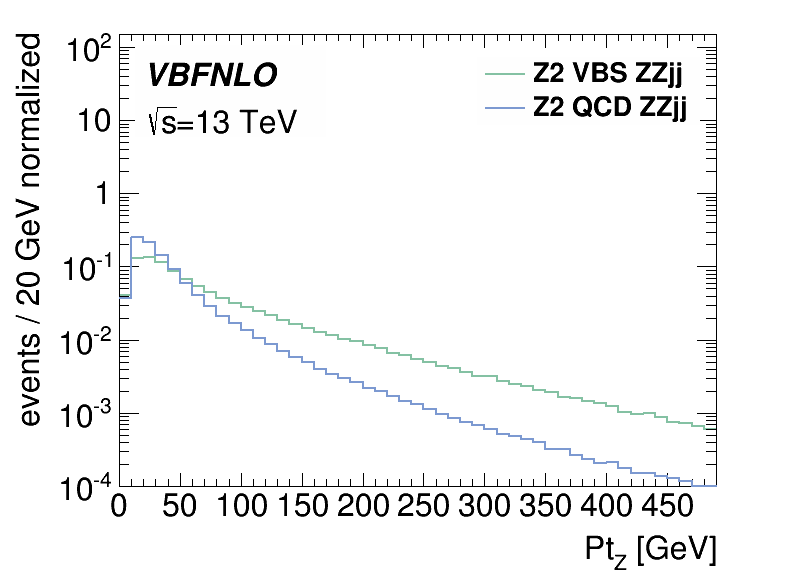 events / 20 GeV normalized
10²
10
1
10⁻¹
10⁻²
10⁻³
10⁻⁴
VBFNLO
√s=13 TeV
Z2 VBS ZZjj
Z2 QCD ZZjj
0 50 100 150 200 250 300 350 400 450
Pt_Z [GeV]